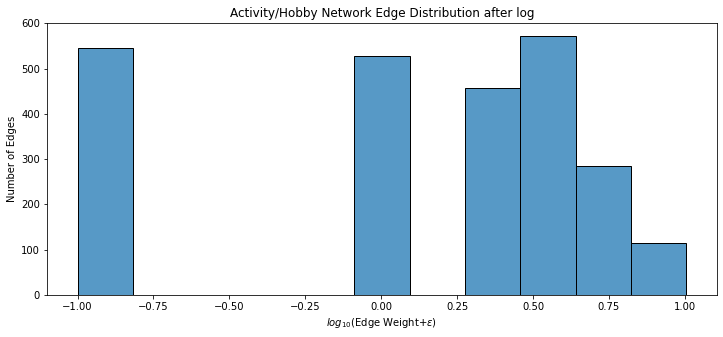 Activity/Hobby Network Edge Distribution after log
600
500
400
300
200
100
0
Number of Edges
−1.00 −0.75 −0.50 −0.25 0.00 0.25 0.50 0.75 1.00
log₁₀(Edge Weight+ε)